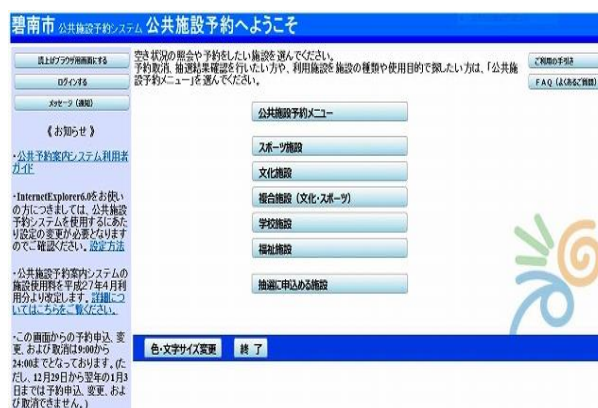 碧南市 公共施設予約システム 公共施設予約へようこそ
読上げブラウザ用画面にする
ログインする
メッセージ（通知）
《お知らせ》
・公共予約案内システム利用者
ガイド
・InternetExplorer6.0をお使い
の方につきましては、公共施設
予約システムを使用するにあた
り設定の変更が必要となります
のでご確認ください。設定方法
・公共施設予約案内システムの
施設使用料を平成27年4月利
用分より改定します。詳細につ
いてはこちらをご覧ください。
・この画面からの予約申込、変
更、および取消は9:00から
24:00までとなっております。（た
だし、12月29日から翌年の1月3
日までは予約申込、変更、およ
び取消できません。）
空き状況の照会や予約をしたい施設を選んでください。
予約取消、抽選結果確認を行いたい方や、利用施設を施設の種類や使用目的で探したい方は、「公共施
設予約メニュー」を選んでください。
公共施設予約メニュー
スポーツ施設
文化施設
複合施設（文化・スポーツ）
学校施設
福祉施設
抽選に申込める施設
色・文字サイズ変更
終 了
ご利用の手引き
FAQ（よくあるご質問）